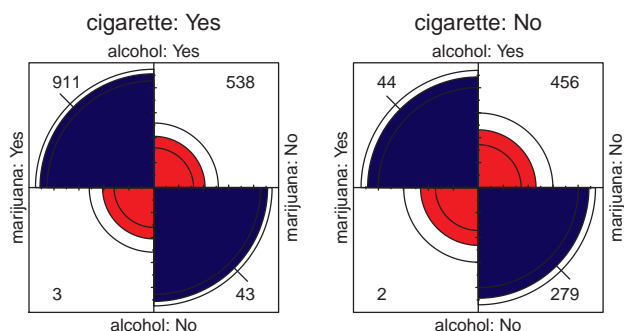 cigarette: Yes
alcohol: Yes
911
538
marijuana: Yes
marijuana: No
3
43
alcohol: No
cigarette: No
alcohol: Yes
44
456
marijuana: Yes
marijuana: No
2
279
alcohol: No